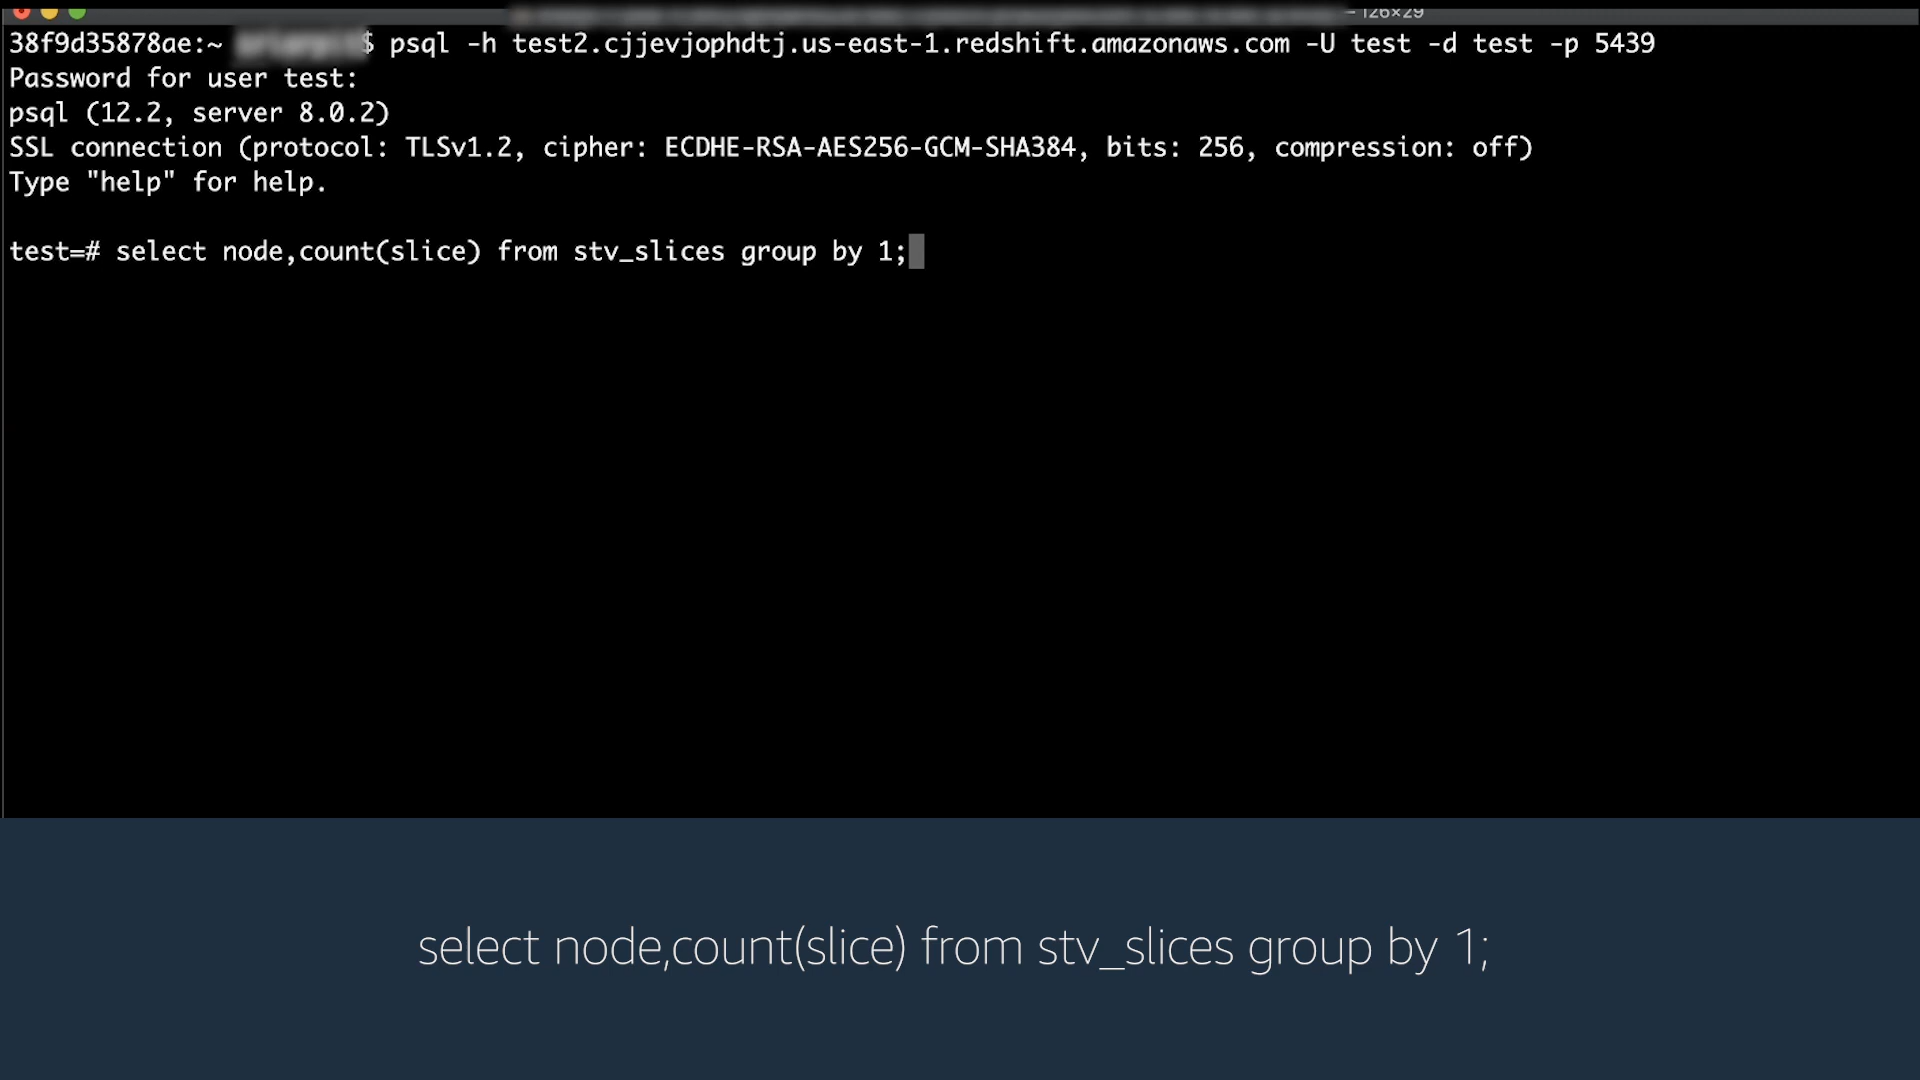 126×29
38f9d35878ae:~ $ psql -h test2.cjjevjophdtj.us-east-1.redshift.amazonaws.com -U test -d test -p 5439
Password for user test:
psql (12.2, server 8.0.2)
SSL connection (protocol: TLSv1.2, cipher: ECDHE-RSA-AES256-GCM-SHA384, bits: 256, compression: off)
Type "help" for help.
test=# select node,count(slice) from stv_slices group by 1;
select node,count(slice) from stv_slices group by 1;